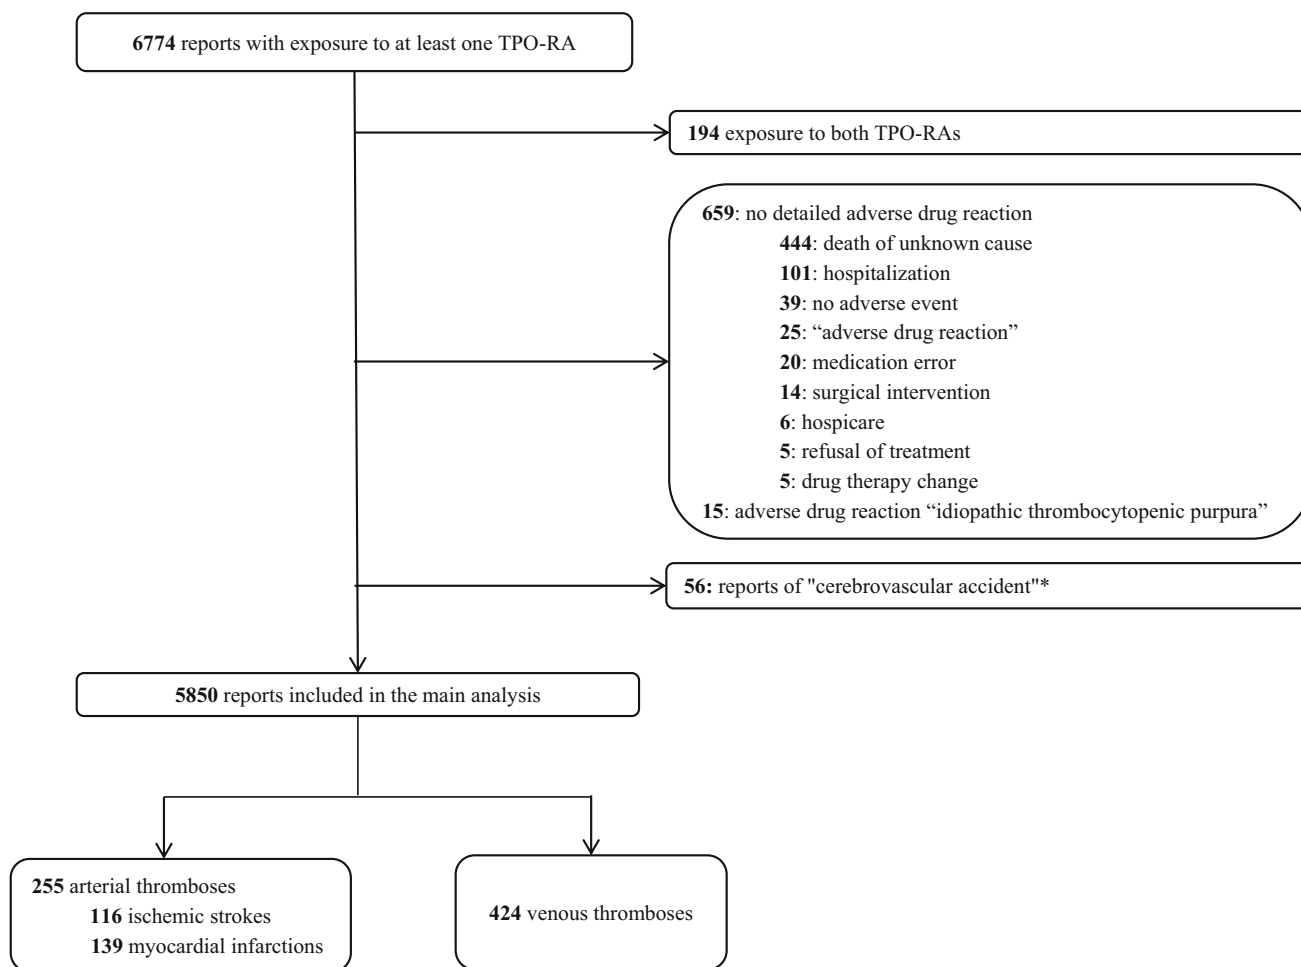 6774 reports with exposure to at least one TPO-RA
194 exposure to both TPO-RAs
659: no detailed adverse drug reaction
444: death of unknown cause
101: hospitalization
39: no adverse event
25: “adverse drug reaction”
20: medication error
14: surgical intervention
6: hospicare
5: refusal of treatment
5: drug therapy change
15: adverse drug reaction “idiopathic thrombocytopenic purpura”
56: reports of "cerebrovascular accident"*
5850 reports included in the main analysis
255 arterial thromboses
116 ischemic strokes
139 myocardial infarctions
424 venous thromboses